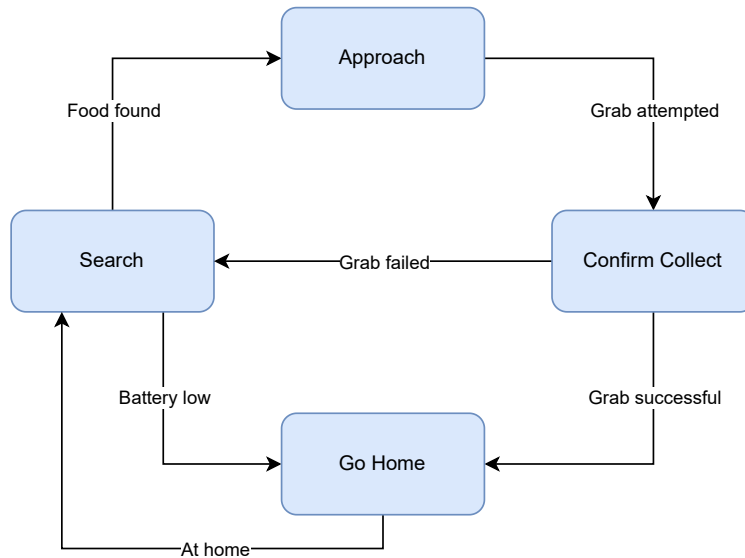 Approach
Food found
Grab attempted
Search
Grab failed
Confirm Collect
Battery low
Grab successful
Go Home
At home